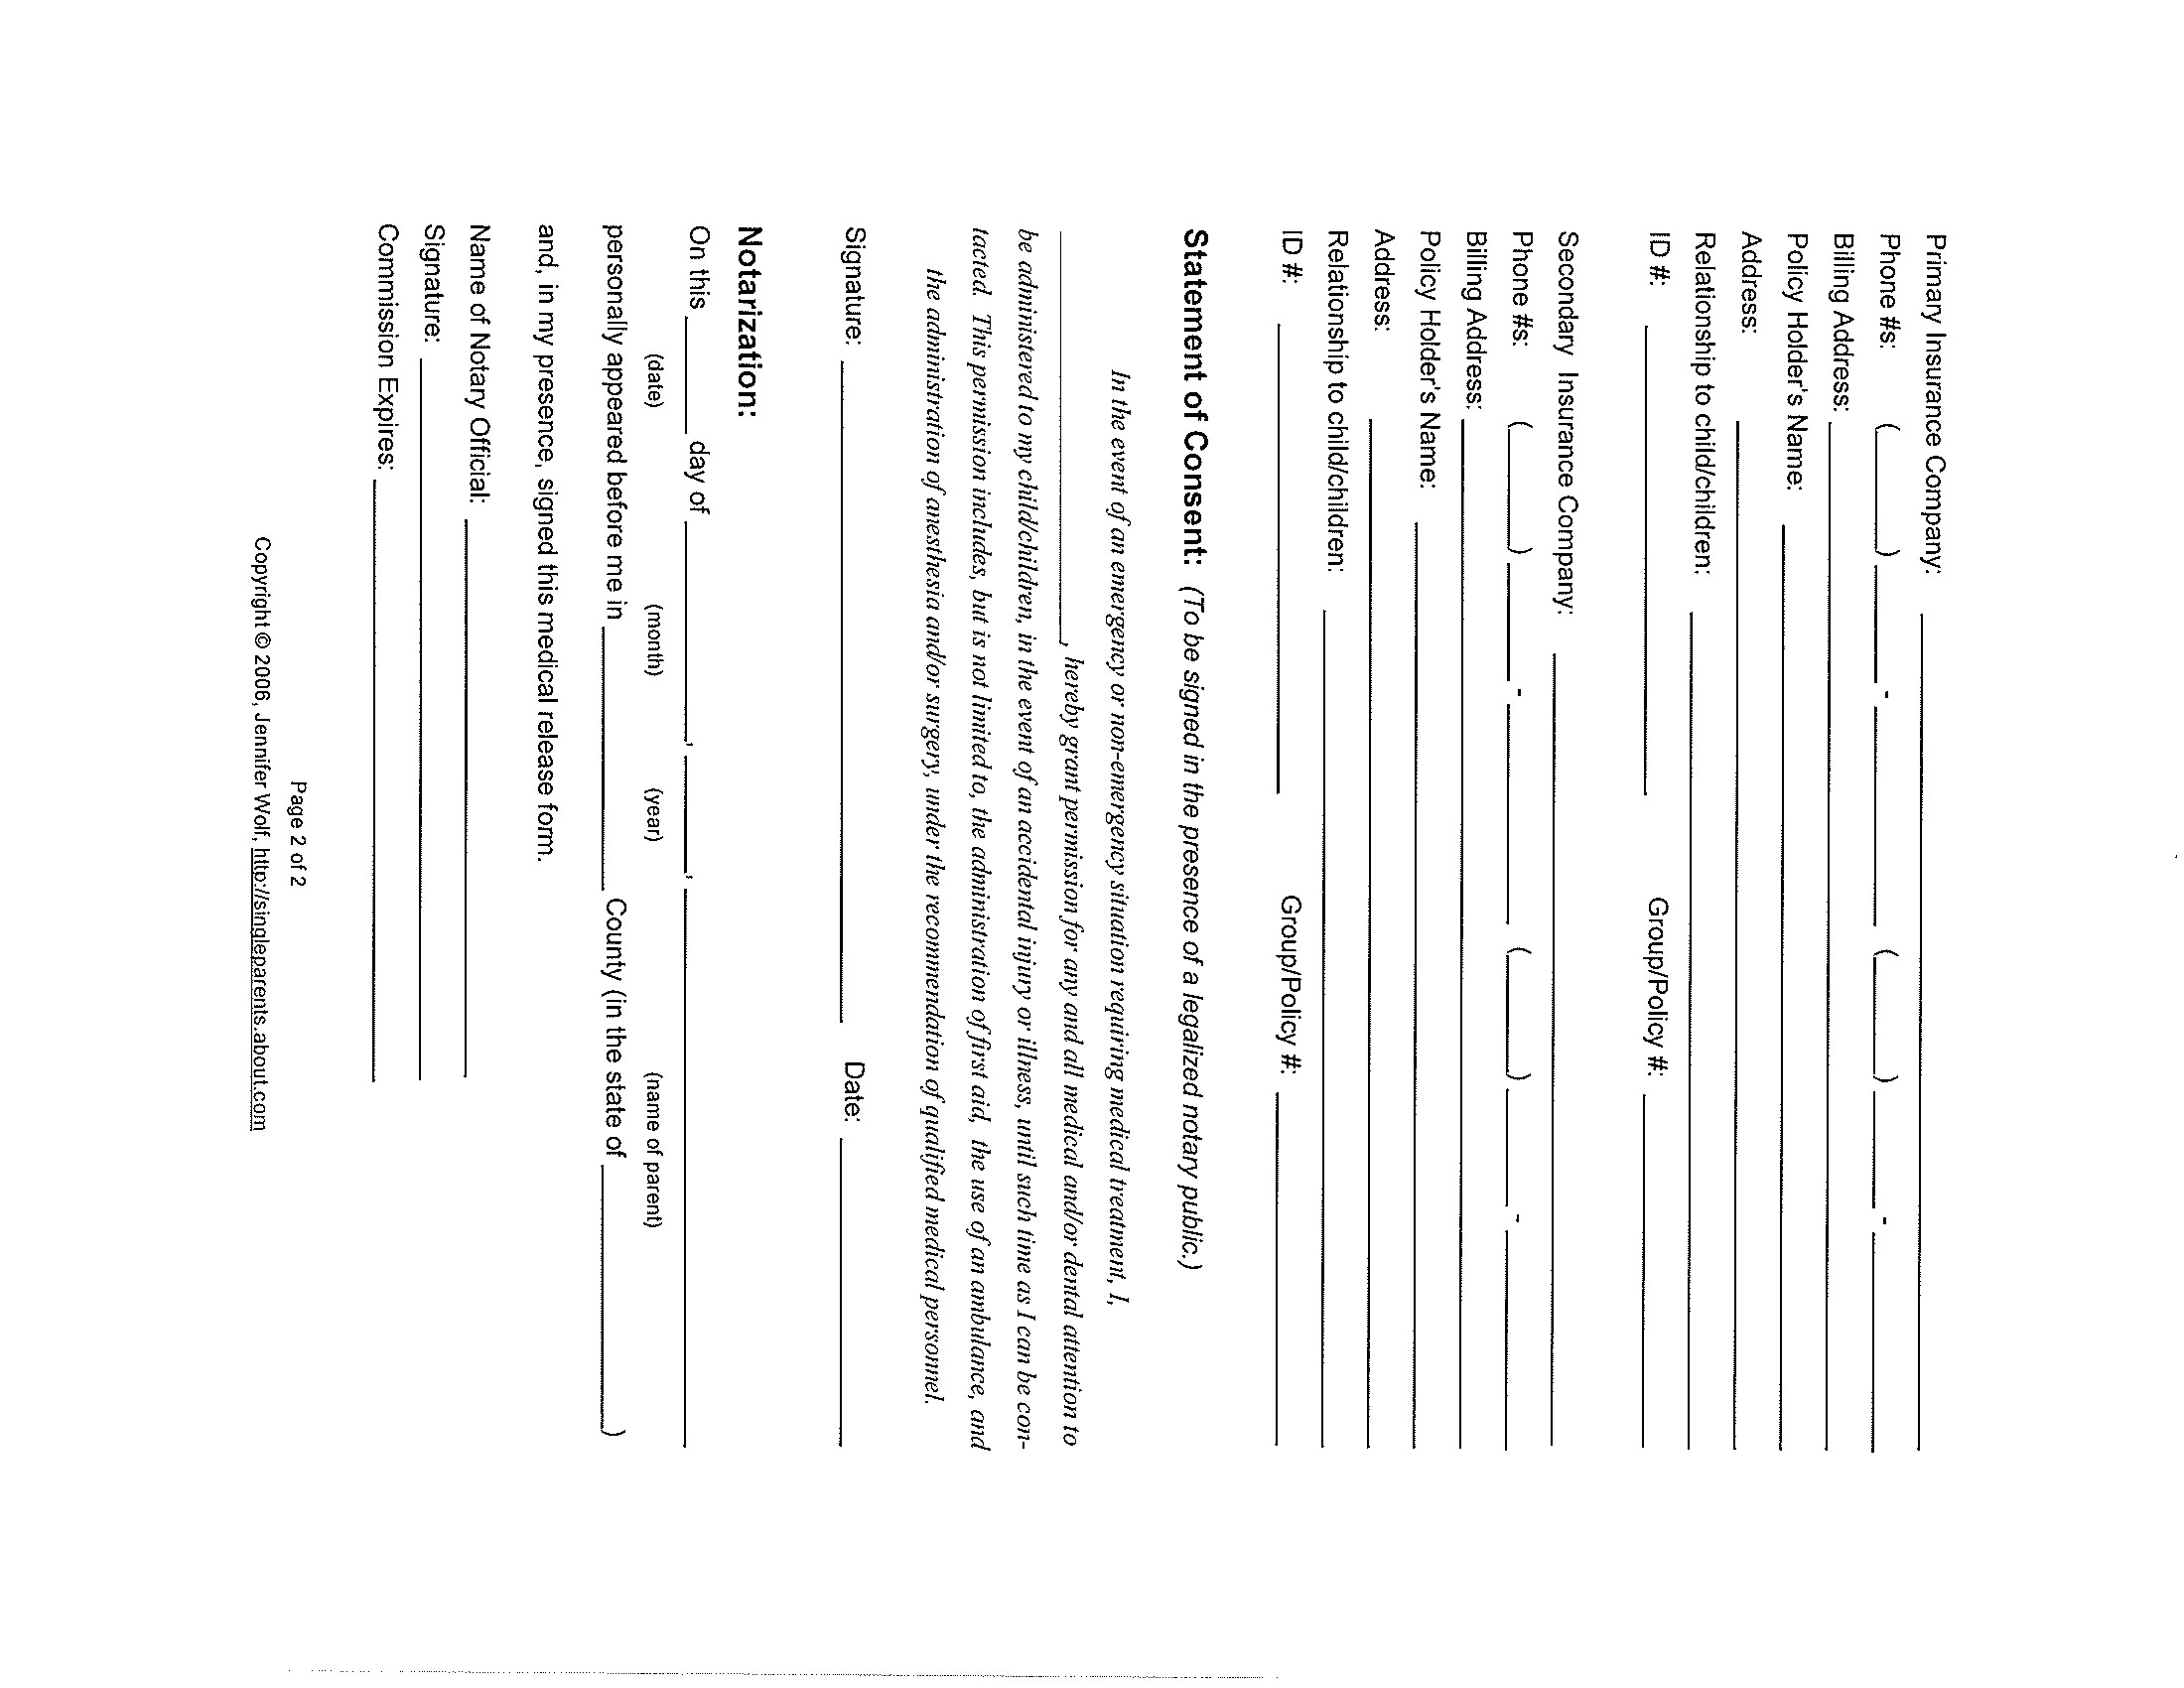 Primary Insurance Company:
Phone #s: ( ) - ( ) -
Billing Address:
Policy Holder's Name:
Address:
Relationship to child/children:
ID #: Group/Policy #:
Secondary Insurance Company:
Phone #s: ( ) - ( ) -
Billing Address:
Policy Holder's Name:
Address:
Relationship to child/children:
ID #: Group/Policy #:
Statement of Consent: (To be signed in the presence of a legalized notary public.)
In the event of an emergency or non-emergency situation requiring medical treatment, I,
, hereby grant permission for any and all medical and/or dental attention to
be administered to my child/children, in the event of an accidental injury or illness, until such time as I can be con-
tacted. This permission includes, but is not limited to, the administration of first aid, the use of an ambulance, and
the administration of anesthesia and/or surgery, under the recommendation of qualified medical personnel.
Signature: Date:
Notarization:
On this day of , ,
(date) (month) (year) (name of parent)
personally appeared before me in County (in the state of )
and, in my presence, signed this medical release form.
Name of Notary Official:
Signature:
Commission Expires:
Page 2 of 2
Copyright © 2006, Jennifer Wolf, http://singleparents.about.com